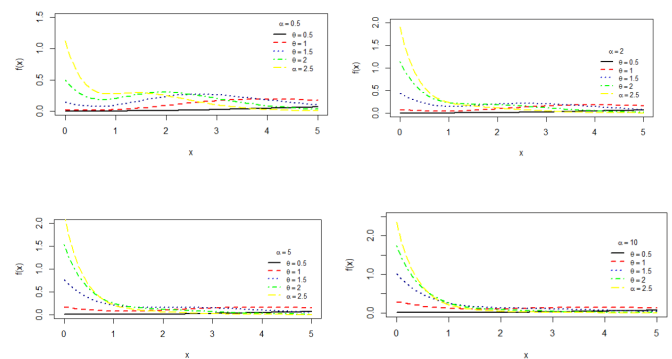 α = 0.5
θ = 0.5
θ = 1
θ = 1.5
θ = 2
α = 2.5
f(x)
1.5
1.0
0.5
0.0
0 1 2 3 4 5
x
α = 2
θ = 0.5
θ = 1
θ = 1.5
θ = 2
α = 2.5
f(x)
2.0
1.5
1.0
0.5
0.0
0 1 2 3 4 5
x
α = 5
θ = 0.5
θ = 1
θ = 1.5
θ = 2
α = 2.5
f(x)
2.0
1.5
1.0
0.5
0.0
0 1 2 3 4 5
x
α = 10
θ = 0.5
θ = 1
θ = 1.5
θ = 2
α = 2.5
f(x)
2.0
1.0
0.0
0 1 2 3 4 5
x